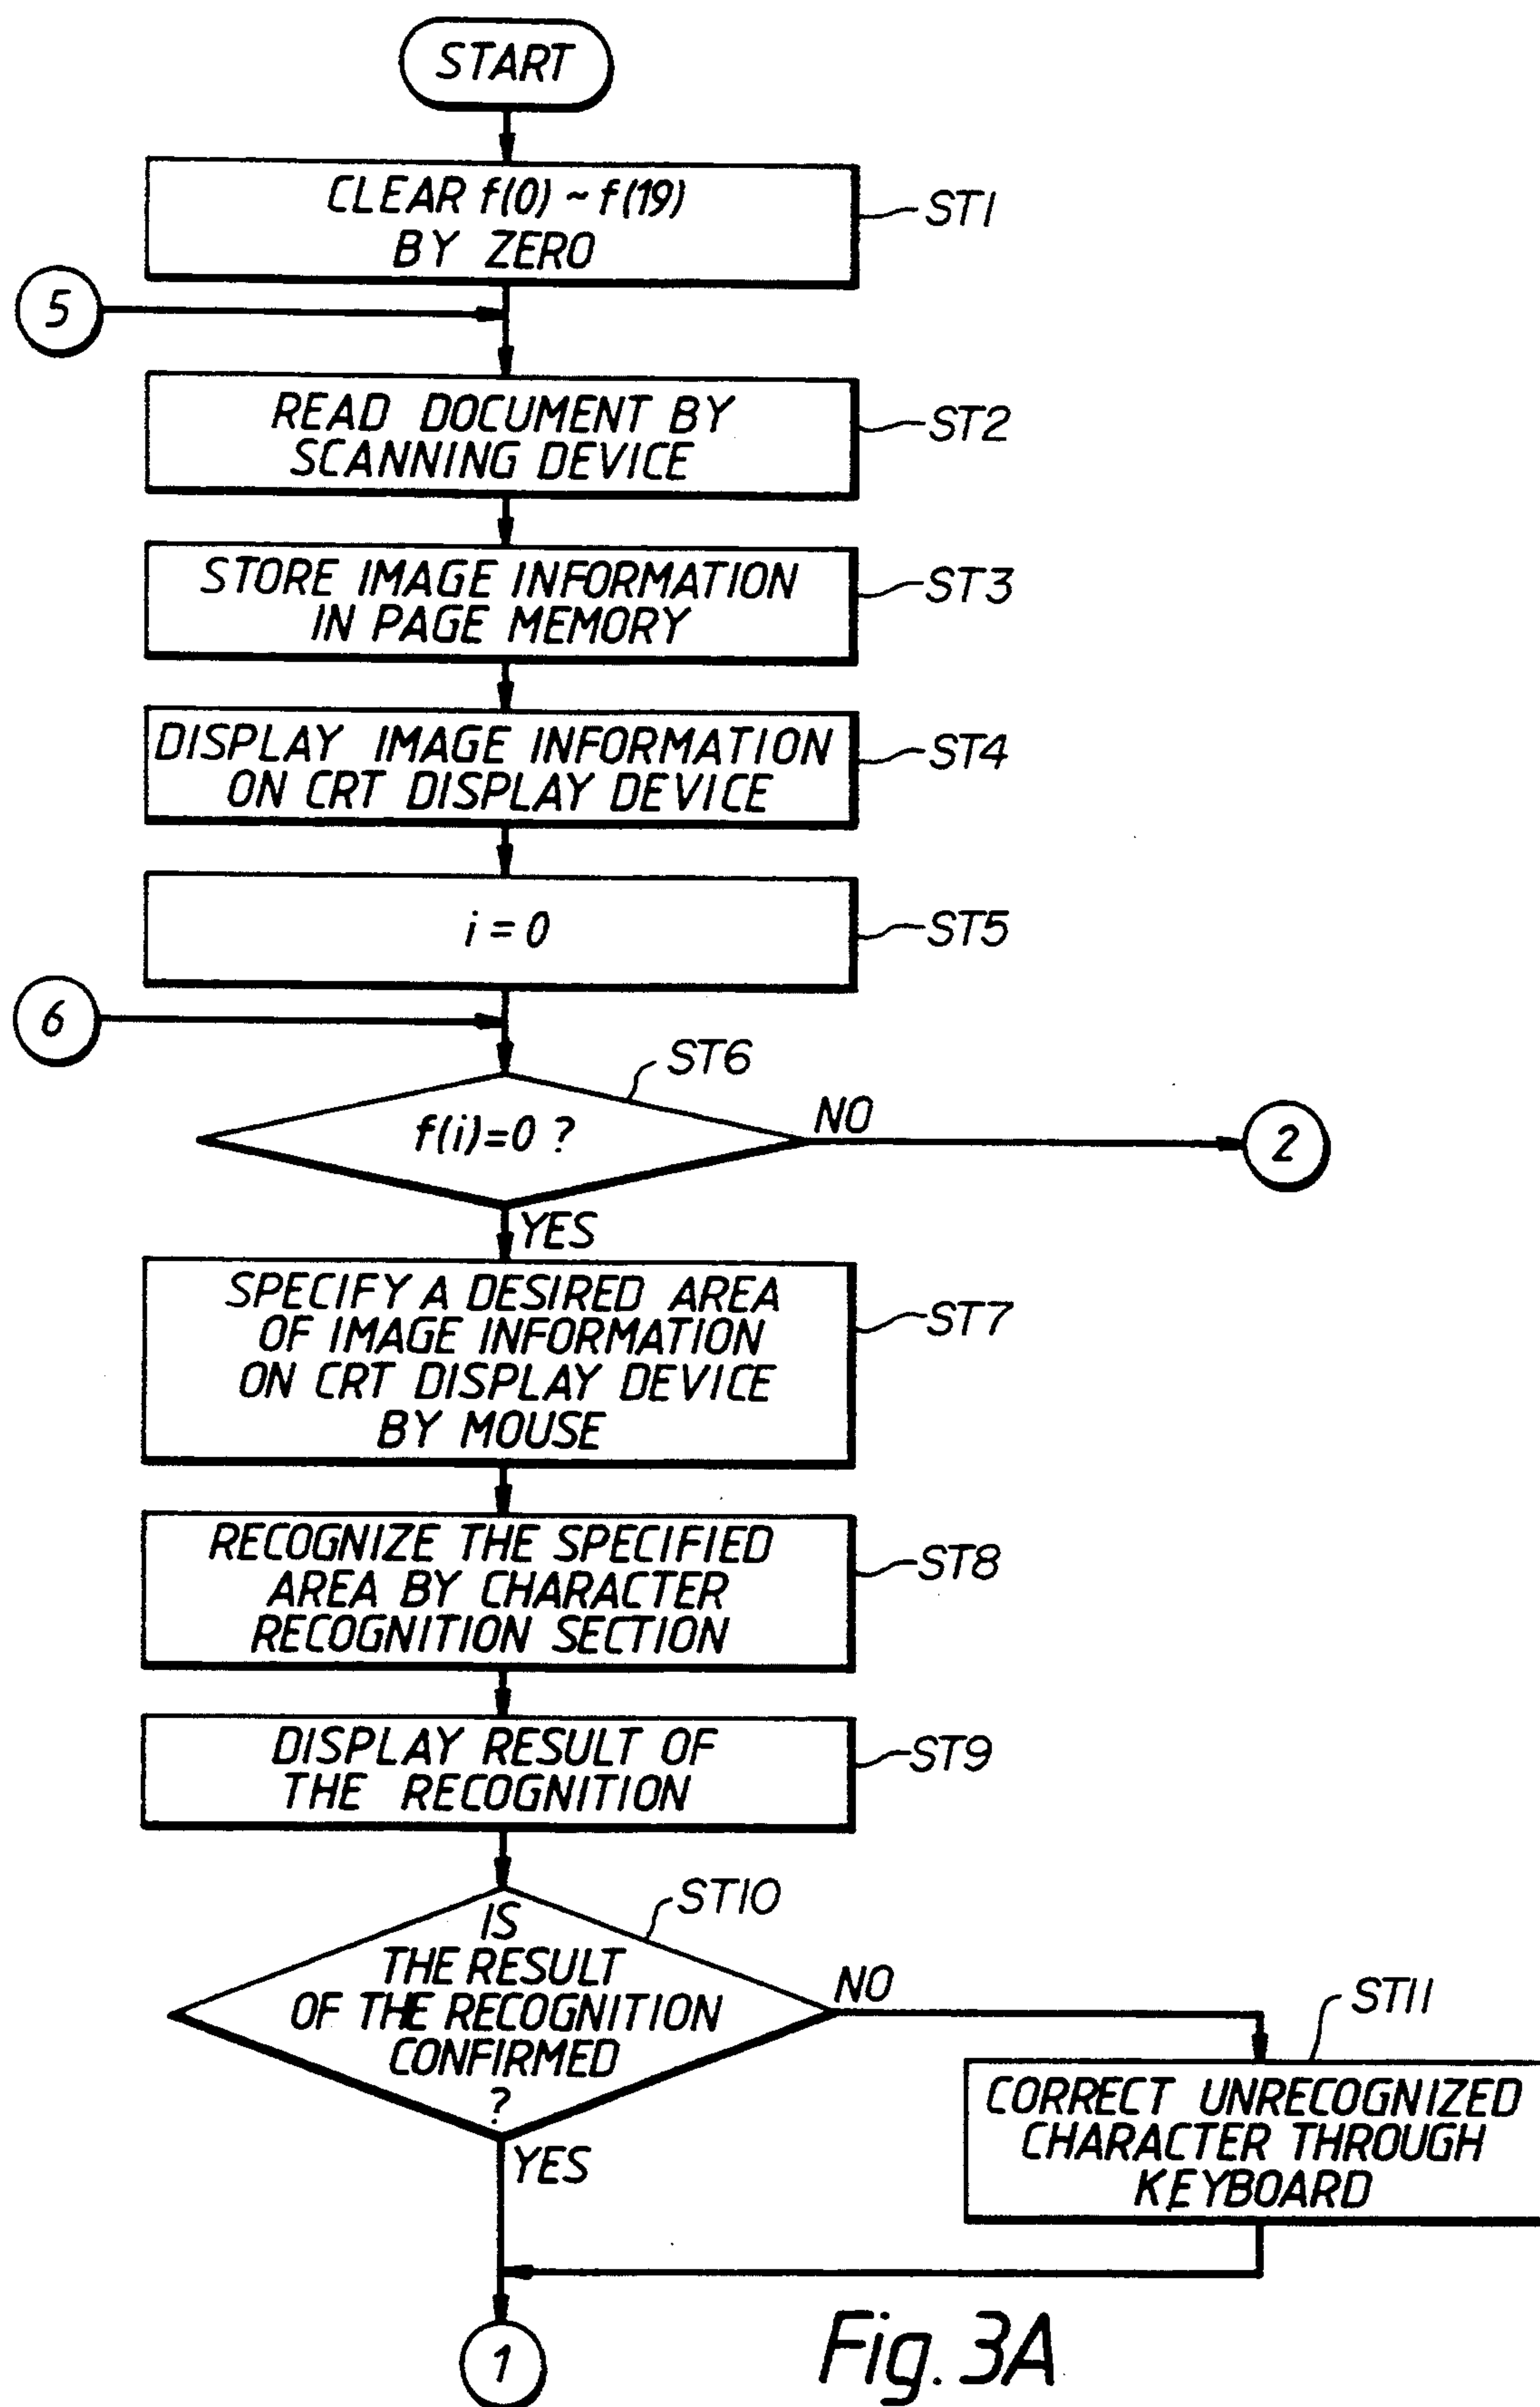 START
CLEAR f(0) ~ f(19)
BY ZERO
ST1
5
READ DOCUMENT BY
SCANNING DEVICE
ST2
STORE IMAGE INFORMATION
IN PAGE MEMORY
ST3
DISPLAY IMAGE INFORMATION
ON CRT DISPLAY DEVICE
ST4
i = 0
ST5
6
ST6
f(i)=0 ?
NO
2
YES
SPECIFY A DESIRED AREA
OF IMAGE INFORMATION
ON CRT DISPLAY DEVICE
BY MOUSE
ST7
RECOGNIZE THE SPECIFIED
AREA BY CHARACTER
RECOGNITION SECTION
ST8
DISPLAY RESULT OF
THE RECOGNITION
ST9
ST10
IS
THE RESULT
OF THE RECOGNITION
CONFIRMED
?
NO
YES
ST11
CORRECT UNRECOGNIZED
CHARACTER THROUGH
KEYBOARD
1
Fig. 3A